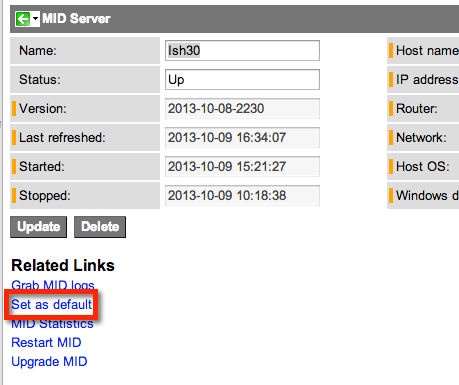 MID Server
Name: Ish30 Host name
Status: Up IP address
Version: 2013-10-08-2230 Router:
Last refreshed: 2013-10-09 16:34:07 Network:
Started: 2013-10-09 15:21:27 Host OS:
Stopped: 2013-10-09 10:18:38 Windows d
Update Delete
Related Links
Grab MID logs
Set as default
MID Statistics
Restart MID
Upgrade MID